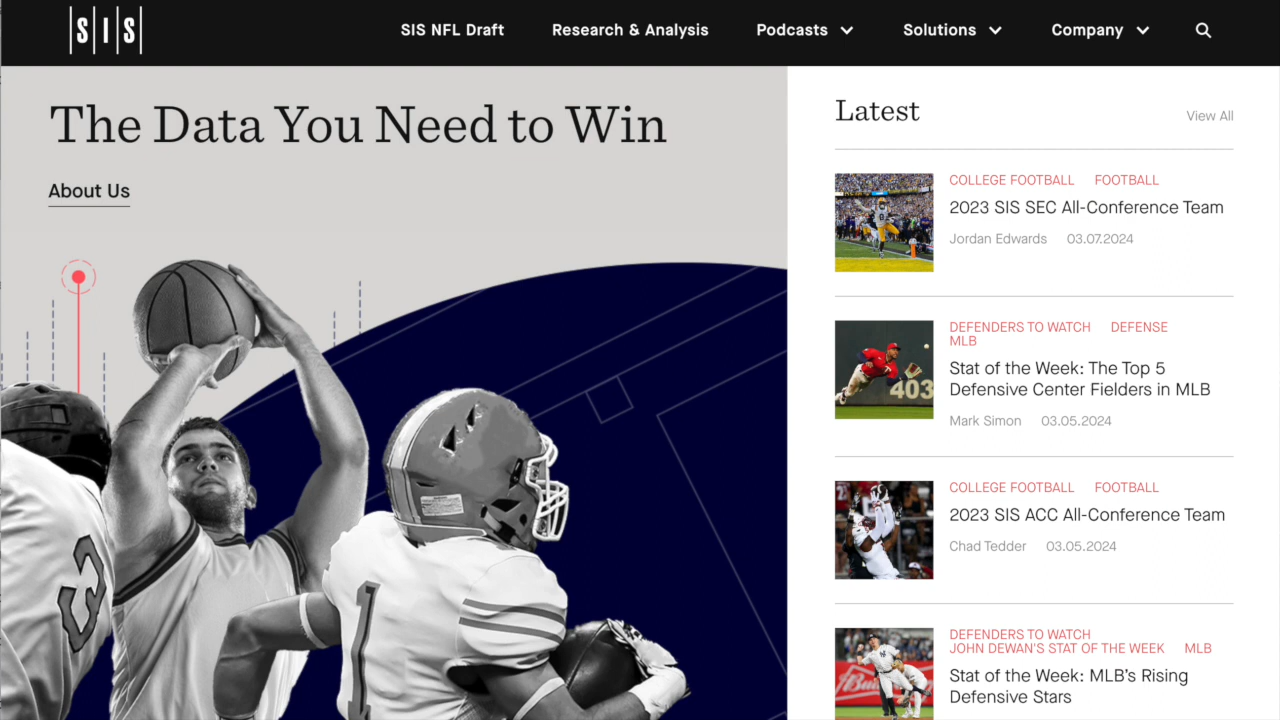 SIS
SIS NFL Draft
Research & Analysis
Podcasts
Solutions
Company
The Data You Need to Win
About Us
3
1
Latest
View All
COLLEGE FOOTBALL FOOTBALL
2023 SIS SEC All-Conference Team
Jordan Edwards 03.07.2024
403
DEFENDERS TO WATCH DEFENSE
MLB
Stat of the Week: The Top 5
Defensive Center Fielders in MLB
Mark Simon 03.05.2024
COLLEGE FOOTBALL FOOTBALL
2023 SIS ACC All-Conference Team
Chad Tedder 03.05.2024
DEFENDERS TO WATCH
JOHN DEWAN'S STAT OF THE WEEK MLB
Stat of the Week: MLB’s Rising
Defensive Stars